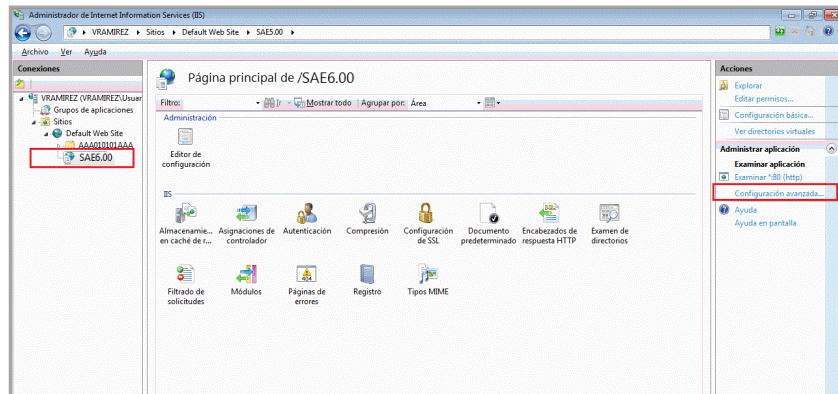 Administrador de Internet Information Services (IIS)
VRAMIREZ Sitios Default Web Site SAE5.00
Archivo Ver Ayuda
Conexiones
VRAMIREZ (VRAMIREZ\Usuar
Grupos de aplicaciones
Sitios
Default Web Site
AAA010101AAA
SAE6.00
Página principal de /SAE6.00
Filtro: Ir Mostrar todo Agrupar por: Área
Administración
Editor de
configuración
IIS
Almacenamie...
en caché de r...
Asignaciones de
controlador
Autenticación
Compresión
Configuración
de SSL
Documento
predeterminado
Encabezados de
respuesta HTTP
Examen de
directorios
Filtrado de
solicitudes
Módulos
404
Páginas de
errores
Registro
Tipos MIME
Acciones
Explorar
Editar permisos...
Configuración básica...
Ver directorios virtuales
Administrar aplicación
Examinar aplicación
Examinar *:80 (http)
Configuración avanzada...
Ayuda
Ayuda en pantalla